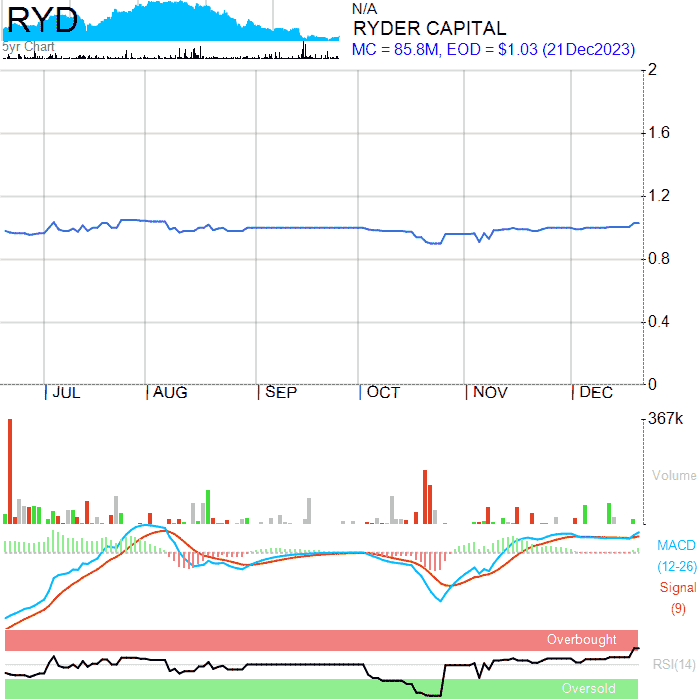 RYD
5yr Chart
N/A
RYDER CAPITAL
MC = 85.8M, EOD = $1.03 (21Dec2023)
2
1.6
1.2
0.8
0.4
0
JUL
AUG
SEP
OCT
NOV
DEC
367k
Volume
MACD
(12-26)
Signal
(9)
Overbought
RSI(14)
Oversold